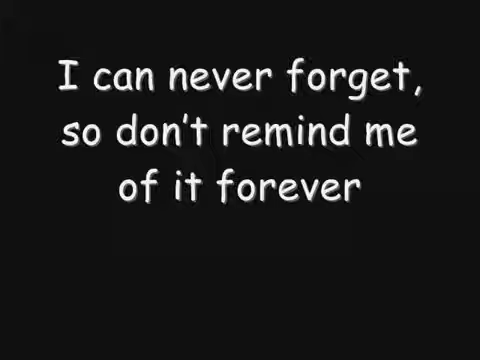 I can never forget,
so don't remind me
of it forever